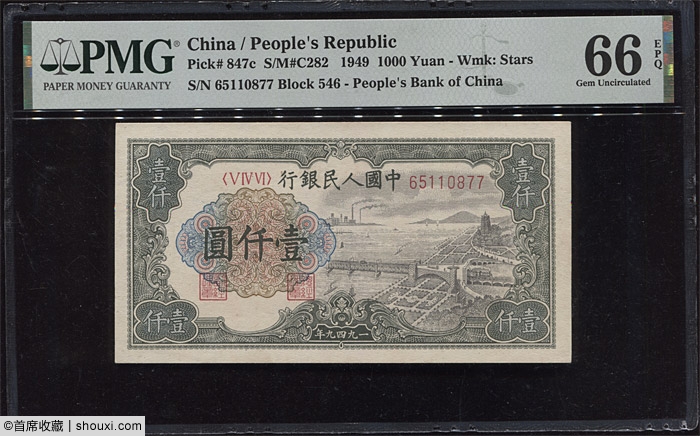 PMG
PAPER MONEY GUARANTY
China / People's Republic
Pick# 847c S/M#C282 1949 1000 Yuan - Wmk: Stars
S/N 65110877 Block 546 - People's Bank of China
66
EPQ
Gem Uncirculated
行銀民人國中
〈V IV VI〉
65110877
壹仟
壹仟
圓仟壹
仟壹
仟壹
年九四九一
©首席收藏 | shouxi.com